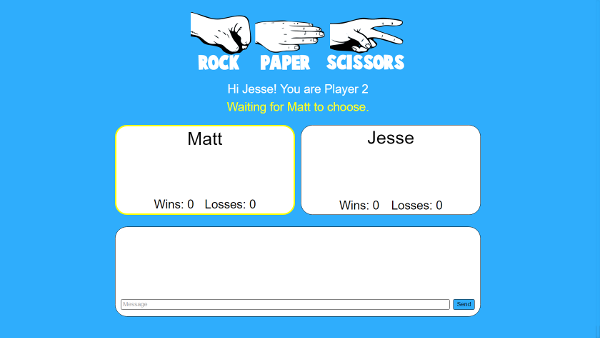 ROCK PAPER SCISSORS
Hi Jesse! You are Player 2
Waiting for Matt to choose.
Matt
Wins: 0 Losses: 0
Jesse
Wins: 0 Losses: 0
Message
Send